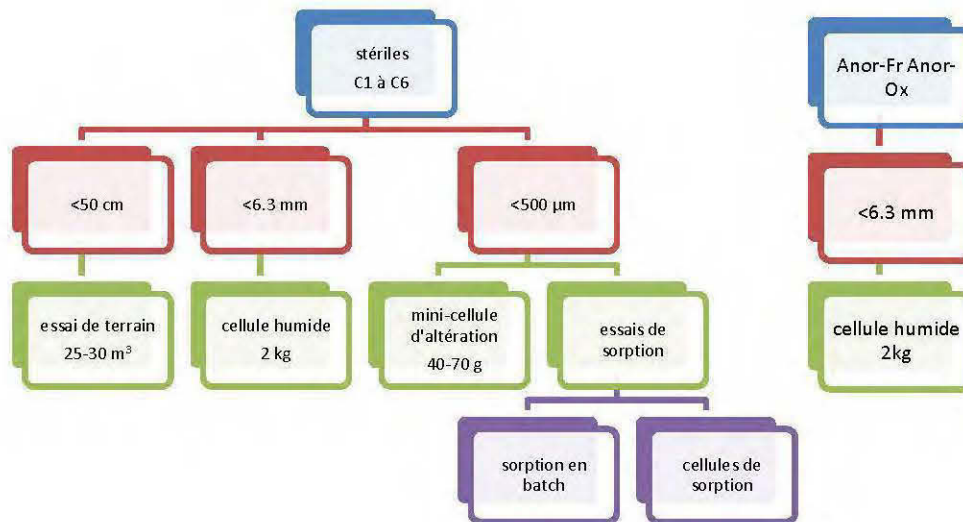 stériles
C1 à C6
Anor-Fr Anor-
Ox
<50 cm
<6.3 mm
<500 µm
<6.3 mm
essai de terrain
25-30 m³
cellule humide
2 kg
mini-cellule
d'altération
40-70 g
essais de
sorption
cellule humide
2kg
sorption en
batch
cellules de
sorption